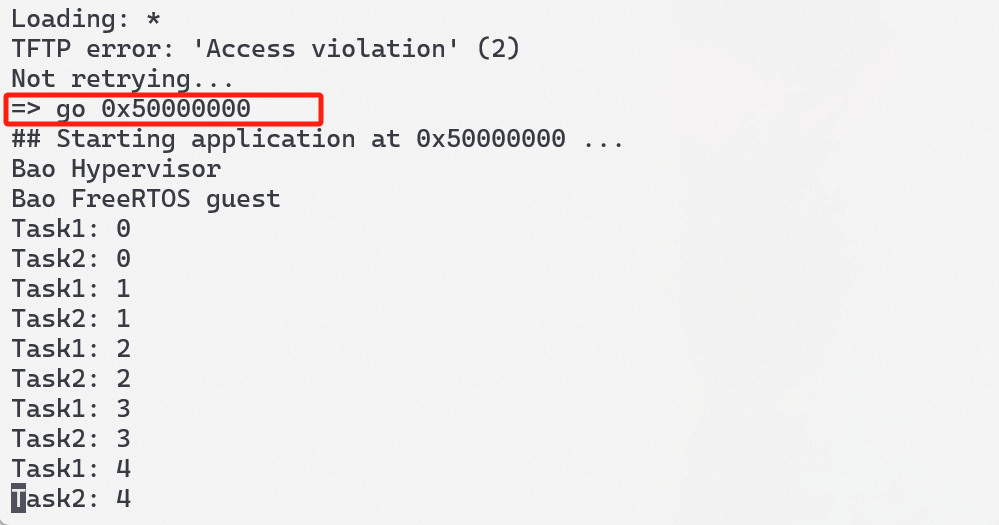 Loading: *
TFTP error: 'Access violation' (2)
Not retrying...
=> go 0x50000000
## Starting application at 0x50000000 ...
Bao Hypervisor
Bao FreeRTOS guest
Task1: 0
Task2: 0
Task1: 1
Task2: 1
Task1: 2
Task2: 2
Task1: 3
Task2: 3
Task1: 4
Task2: 4